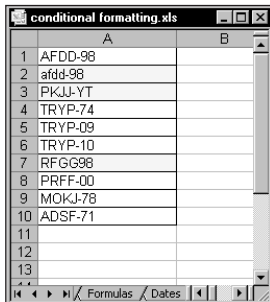 conditional formatting.xls
A B
1 AFDD-98
2 afdd-98
3 PKJJ-YT
4 TRYP-74
5 TRYP-09
6 TRYP-10
7 RFGG98
8 PRFF-00
9 MOKJ-78
10 ADSF-71
11
12
13
Formulas Dates